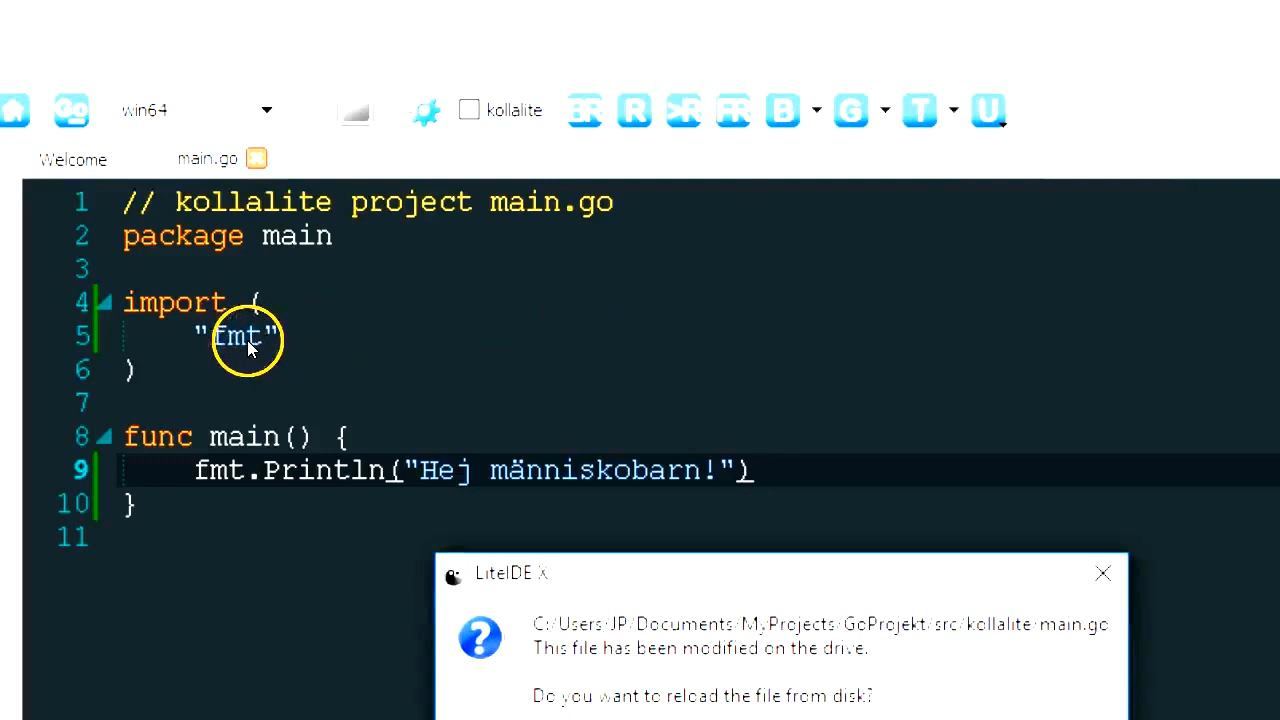 Go win64 kollalite BR R >R FR B G T U
Welcome main.go
1 // kollalite project main.go
2 package main
3
4 import (
5 "fmt"
6 )
7
8 func main() {
9 fmt.Println("Hej människobarn!")
10 }
11
LiteIDE X
C:/Users/JP/Documents/MyProjects/GoProjekt/src/kollalite/main.go
This file has been modified on the drive.
Do you want to reload the file from disk?